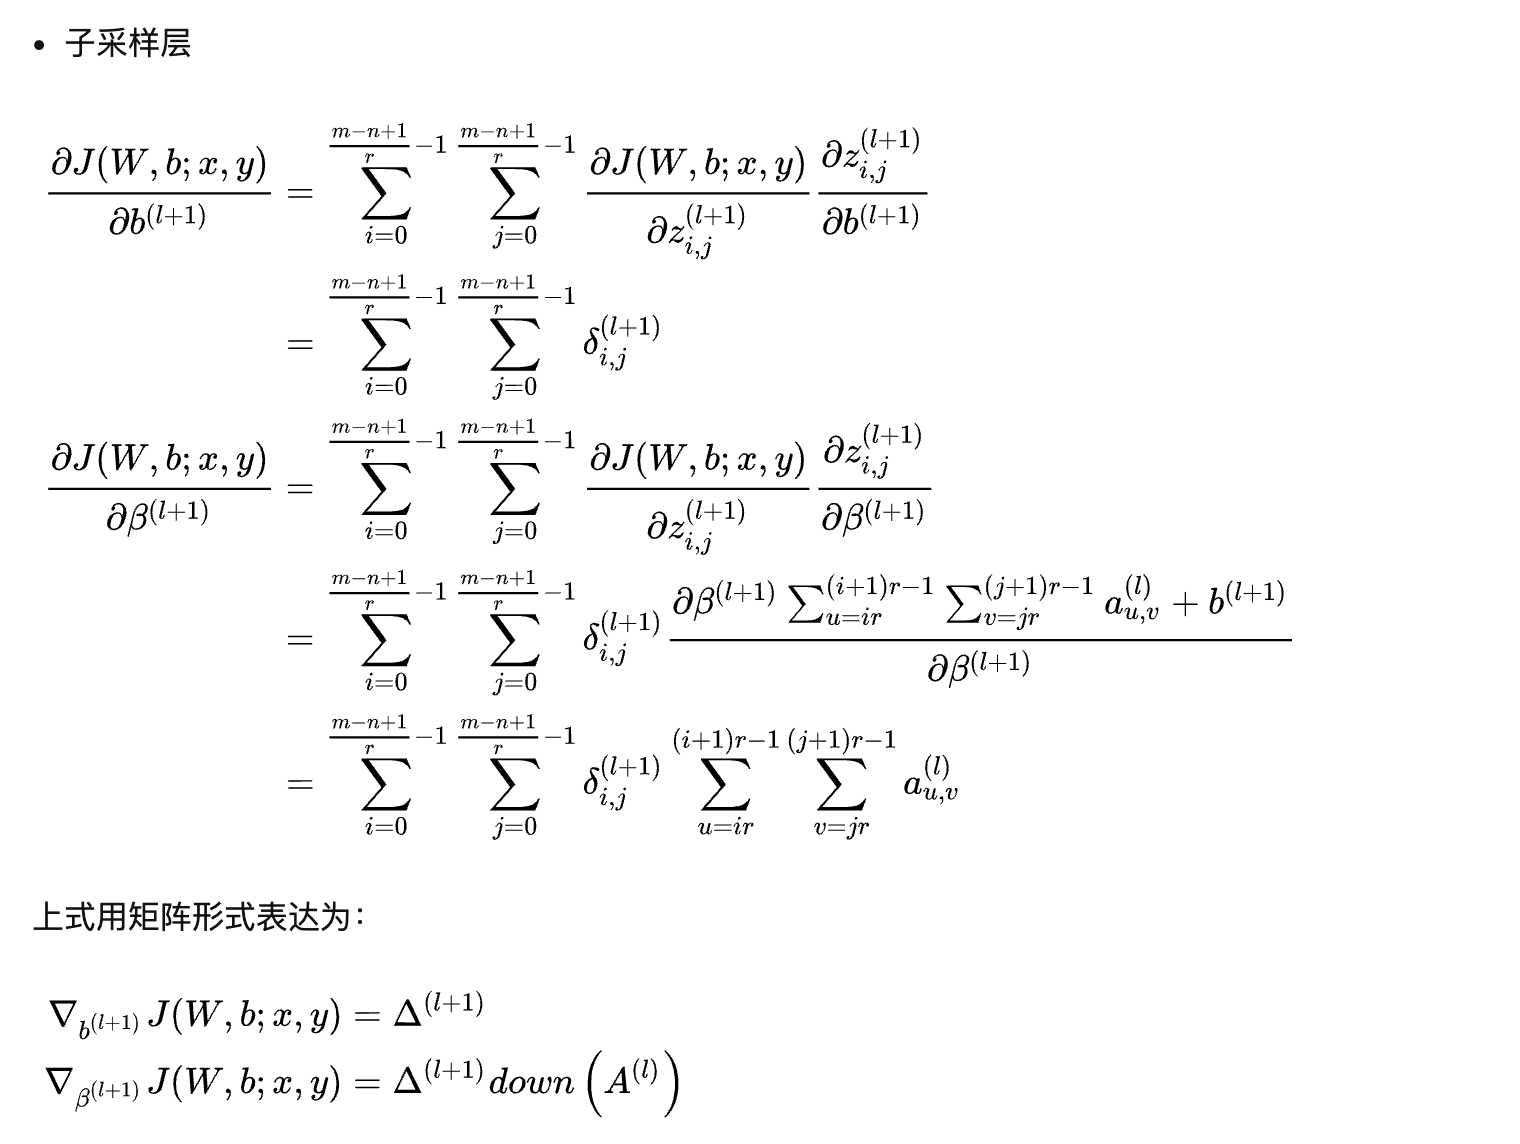 • 子采样层
$\frac{\partial J(W,b;x,y)}{\partial b^{(l+1)}} = \sum_{i=0}^{\frac{m-n+1}{r}-1} \sum_{j=0}^{\frac{m-n+1}{r}-1} \frac{\partial J(W,b;x,y)}{\partial z_{i,j}^{(l+1)}} \frac{\partial z_{i,j}^{(l+1)}}{\partial b^{(l+1)}}$
$= \sum_{i=0}^{\frac{m-n+1}{r}-1} \sum_{j=0}^{\frac{m-n+1}{r}-1} \delta_{i,j}^{(l+1)}$
$\frac{\partial J(W,b;x,y)}{\partial \beta^{(l+1)}} = \sum_{i=0}^{\frac{m-n+1}{r}-1} \sum_{j=0}^{\frac{m-n+1}{r}-1} \frac{\partial J(W,b;x,y)}{\partial z_{i,j}^{(l+1)}} \frac{\partial z_{i,j}^{(l+1)}}{\partial \beta^{(l+1)}}$
$= \sum_{i=0}^{\frac{m-n+1}{r}-1} \sum_{j=0}^{\frac{m-n+1}{r}-1} \delta_{i,j}^{(l+1)} \frac{\partial \beta^{(l+1)} \sum_{u=ir}^{(i+1)r-1} \sum_{v=jr}^{(j+1)r-1} a_{u,v}^{(l)} + b^{(l+1)}}{\partial \beta^{(l+1)}}$
$= \sum_{i=0}^{\frac{m-n+1}{r}-1} \sum_{j=0}^{\frac{m-n+1}{r}-1} \delta_{i,j}^{(l+1)} \sum_{u=ir}^{(i+1)r-1} \sum_{v=jr}^{(j+1)r-1} a_{u,v}^{(l)}$
上式用矩阵形式表达为：
$\nabla_{b^{(l+1)}} J(W,b;x,y) = \Delta^{(l+1)}$
$\nabla_{\beta^{(l+1)}} J(W,b;x,y) = \Delta^{(l+1)} down\left(A^{(l)}\right)$